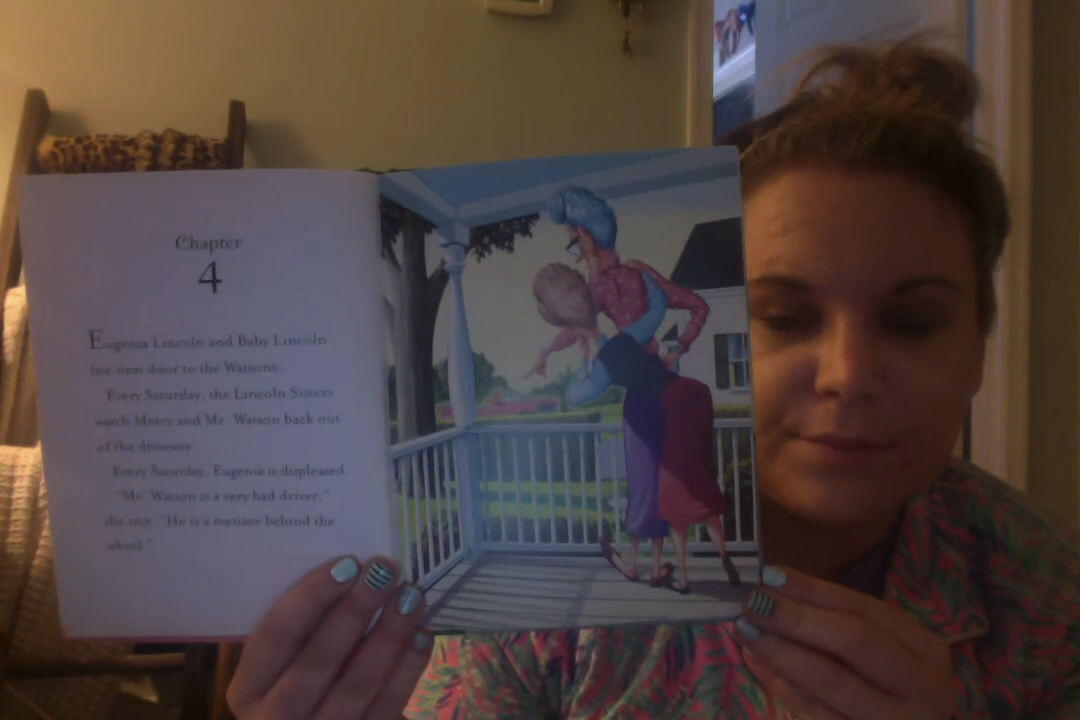 Chapter
4
Eugenia Lincoln and Baby Lincoln
live next door to the Watsons.
Every Saturday, the Lincoln Sisters
watch Mercy and Mr. Watson back out
of the driveway.
Every Saturday, Eugenia is displeased.
"Mr. Watson is a very bad driver,"
she says. "He is a menace behind the
wheel."